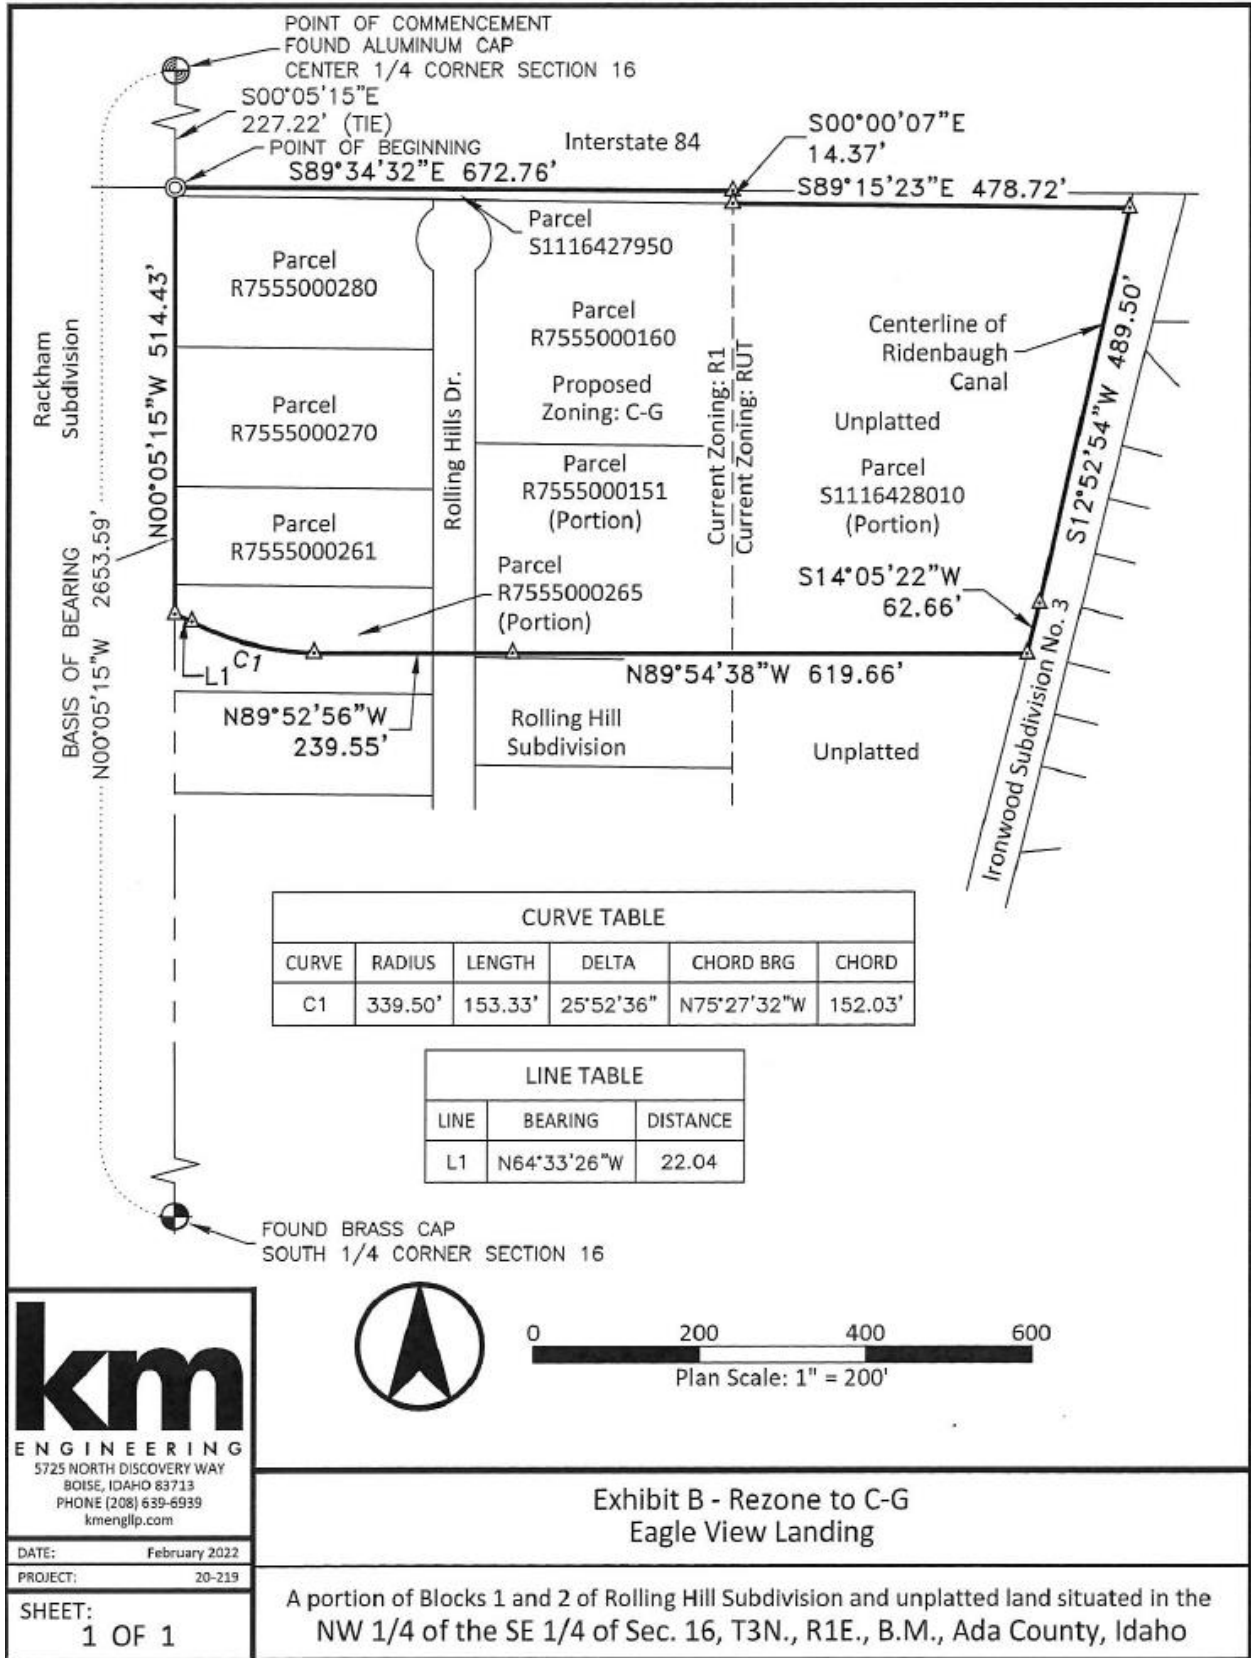 POINT OF COMMENCEMENT
FOUND ALUMINUM CAP
CENTER 1/4 CORNER SECTION 16
S00°05'15"E
227.22' (TIE)
POINT OF BEGINNING
Interstate 84
S00°00'07"E
14.37'
S89°34'32"E 672.76'
S89°15'23"E 478.72'
Parcel
S1116427950
Parcel
R7555000280
N00°05'15"W 514.43'
Rackham
Subdivision
Parcel
R7555000160
Proposed
Zoning: C-G
Centerline of
Ridenbaugh
Canal
S12°52'54"W 489.50'
Parcel
R7555000270
Rolling Hills Dr.
Current Zoning: R1
Current Zoning: RUT
Unplatted
Parcel
S1116428010
(Portion)
Parcel
R7555000151
(Portion)
Parcel
R7555000261
Parcel
R7555000265
(Portion)
S14°05'22"W
62.66'
BASIS OF BEARING
N00°05'15"W 2653.59'
L1
C1
N89°54'38"W 619.66'
N89°52'56"W
239.55'
Rolling Hill
Subdivision
Unplatted
Ironwood Subdivision No. 3
CURVE TABLE
CURVE RADIUS LENGTH DELTA CHORD BRG CHORD
C1 339.50' 153.33' 25°52'36" N75°27'32"W 152.03'
LINE TABLE
LINE BEARING DISTANCE
L1 N64°33'26"W 22.04
FOUND BRASS CAP
SOUTH 1/4 CORNER SECTION 16
0 200 400 600
Plan Scale: 1" = 200'
km
ENGINEERING
5725 NORTH DISCOVERY WAY
BOISE, IDAHO 83713
PHONE (208) 639-6939
kmengllp.com
DATE: February 2022
PROJECT: 20-219
SHEET:
1 OF 1
Exhibit B - Rezone to C-G
Eagle View Landing
A portion of Blocks 1 and 2 of Rolling Hill Subdivision and unplatted land situated in the
NW 1/4 of the SE 1/4 of Sec. 16, T3N., R1E., B.M., Ada County, Idaho